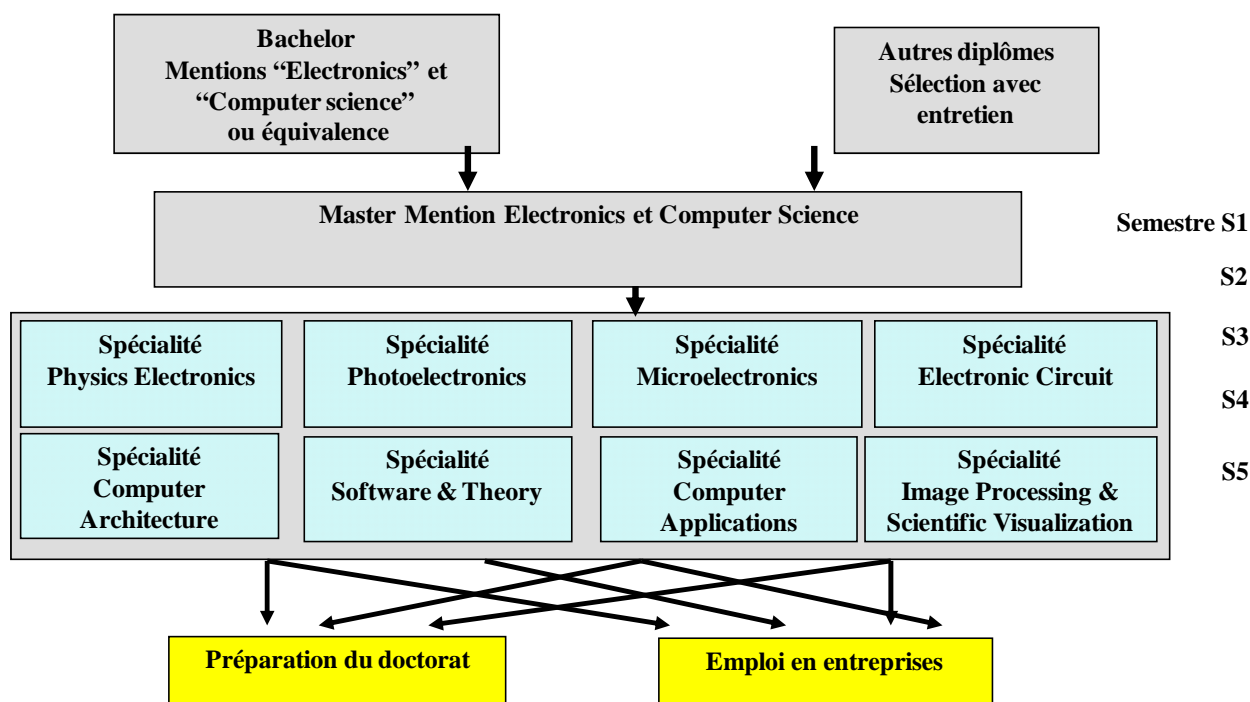 Bachelor
Mentions “Electronics” et
“Computer science”
ou équivalence
Autres diplômes
Sélection avec
entretien
Master Mention Electronics et Computer Science
Semestre S1
S2
Spécialité
Physics Electronics
Spécialité
Photoelectronics
Spécialité
Microelectronics
Spécialité
Electronic Circuit
S3
S4
Spécialité
Computer
Architecture
Spécialité
Software & Theory
Spécialité
Computer
Applications
Spécialité
Image Processing &
Scientific Visualization
S5
Préparation du doctorat
Emploi en entreprises